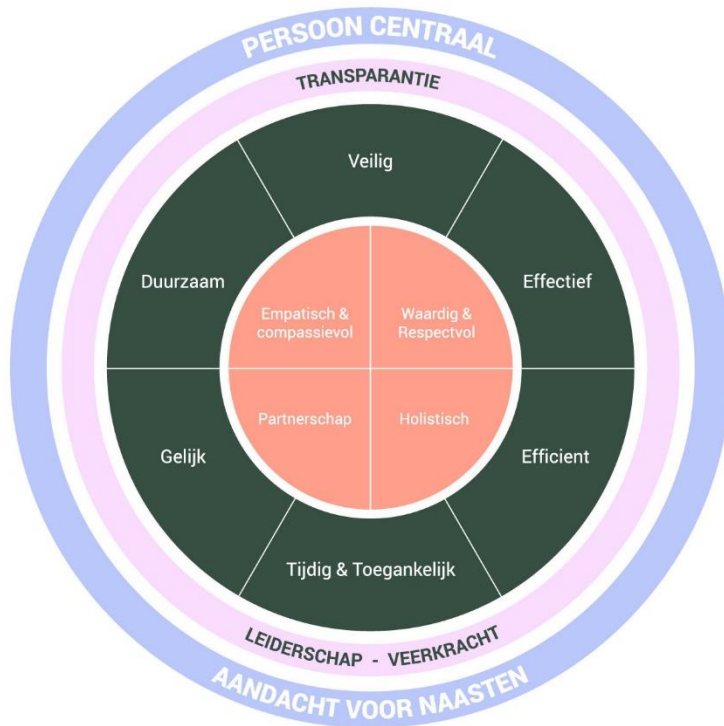 PERSOON CENTRAAL
TRANSPARANTIE
Veilig
Duurzaam
Effectief
Empatisch &
compassievol
Waardig &
Respectvol
Partnerschap
Holistisch
Gelijk
Efficient
Tijdig & Toegankelijk
LEIDERSCHAP - VEERKRACHT
AANDACHT VOOR NAASTEN